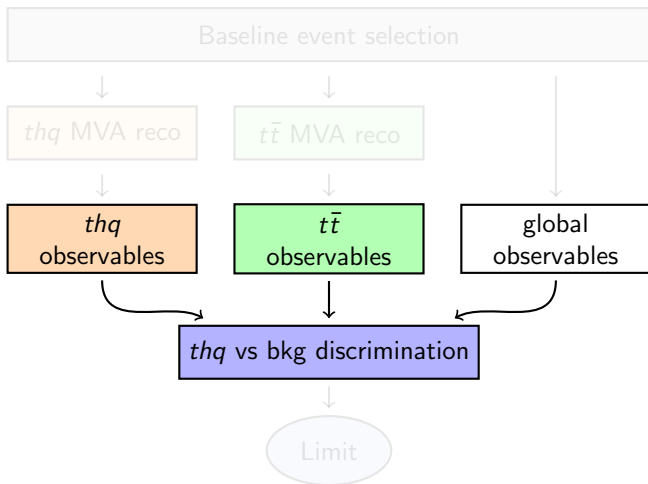 Baseline event selection
thq MVA reco
tt̄ MVA reco
thq
observables
tt̄
observables
global
observables
thq vs bkg discrimination
Limit